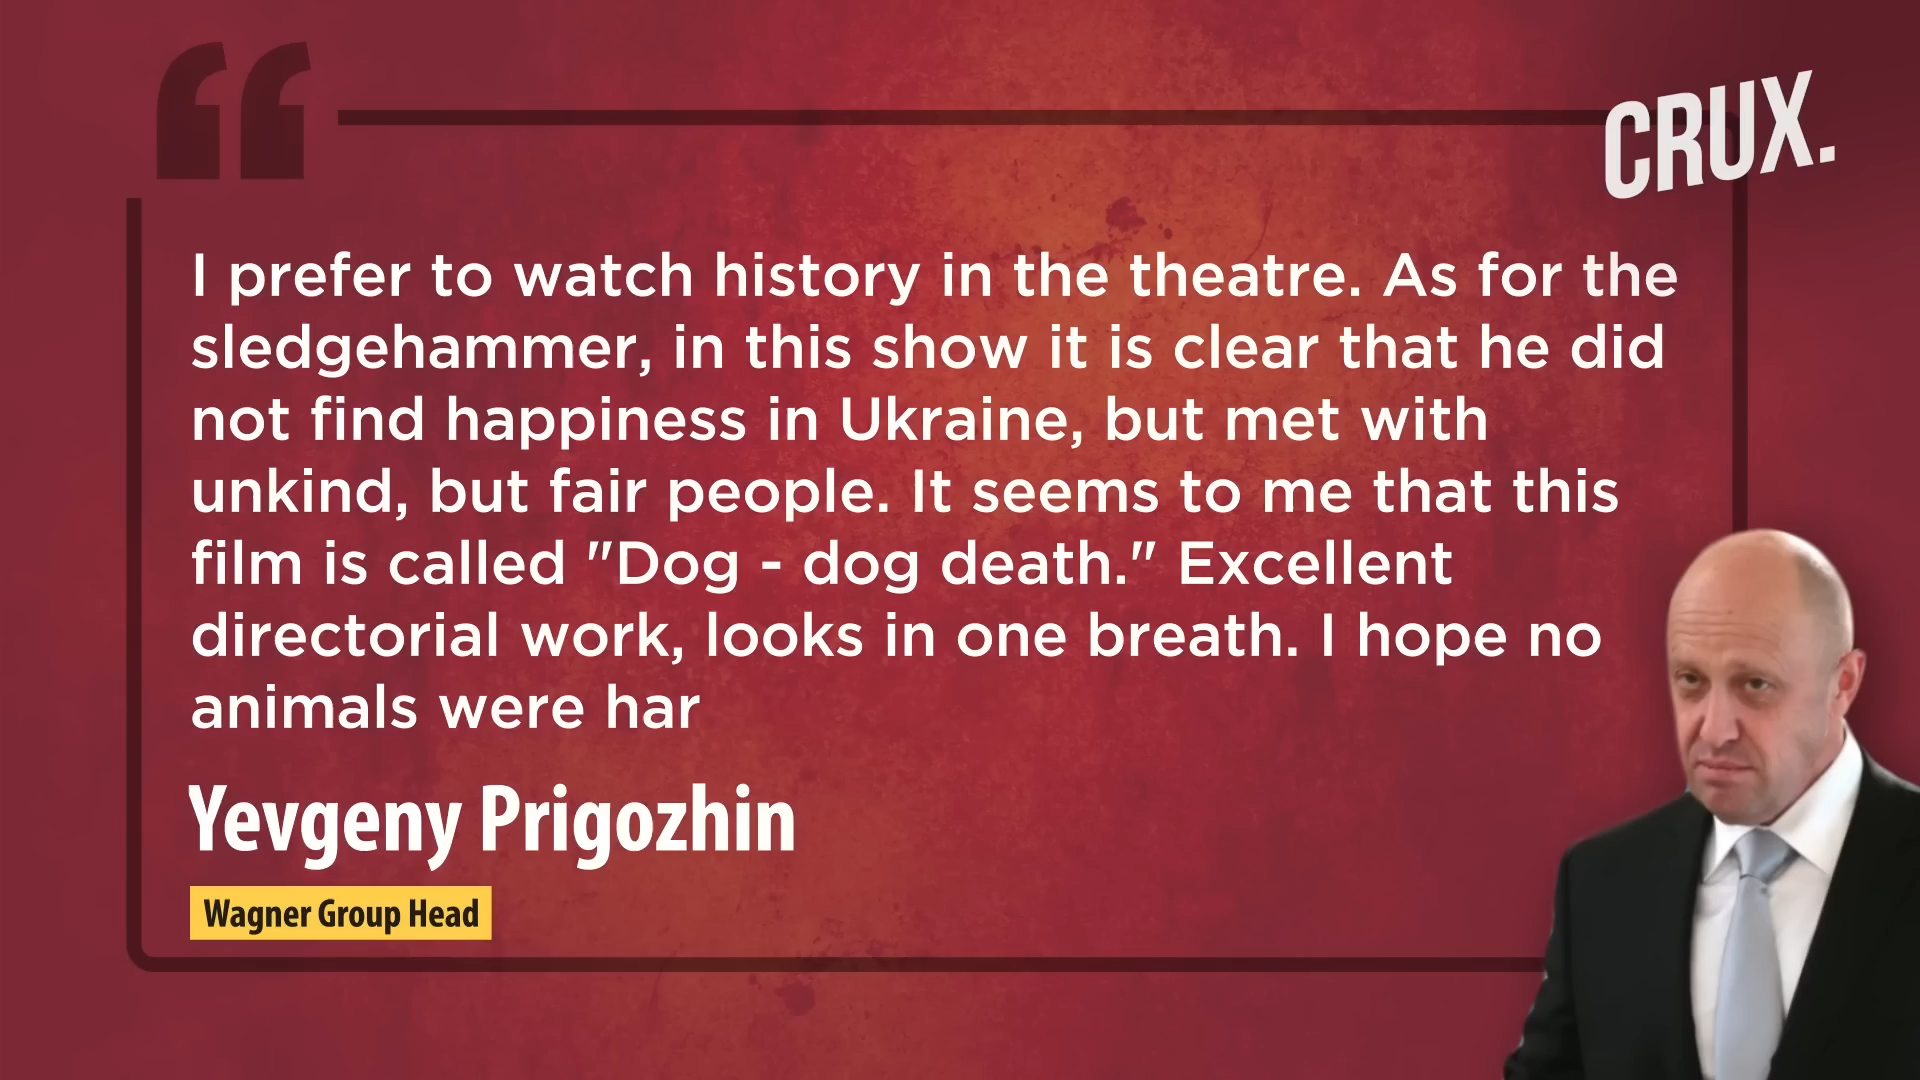 CRUX.
I prefer to watch history in the theatre. As for the
sledgehammer, in this show it is clear that he did
not find happiness in Ukraine, but met with
unkind, but fair people. It seems to me that this
film is called "Dog - dog death." Excellent
directorial work, looks in one breath. I hope no
animals were har
Yevgeny Prigozhin
Wagner Group Head